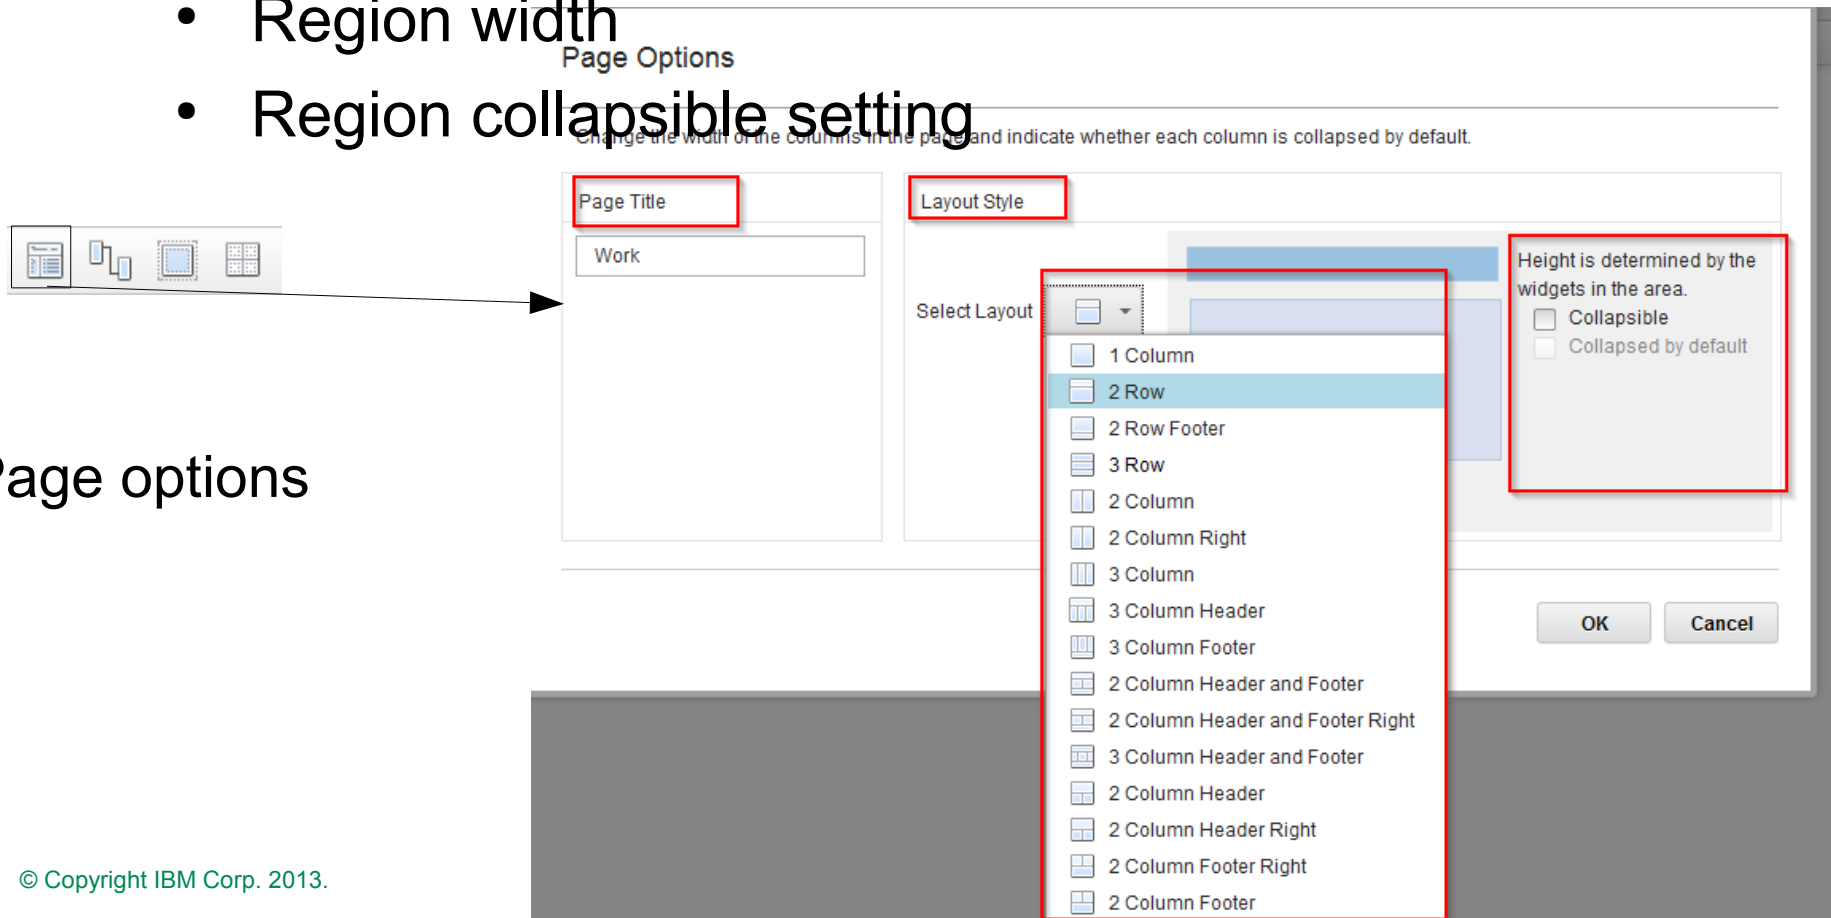 • Region width
Page Options
• Region collapsible setting
Change the width of the columns in the page and indicate whether each column is collapsed by default.
Page Title
Layout Style
Work
Height is determined by the
widgets in the area.
Select Layout
Collapsible
Collapsed by default
1 Column
2 Row
2 Row Footer
3 Row
Page options
2 Column
2 Column Right
3 Column
3 Column Header
3 Column Footer
2 Column Header and Footer
2 Column Header and Footer Right
3 Column Header and Footer
2 Column Header
2 Column Header Right
2 Column Footer Right
2 Column Footer
OK
Cancel
© Copyright IBM Corp. 2013.